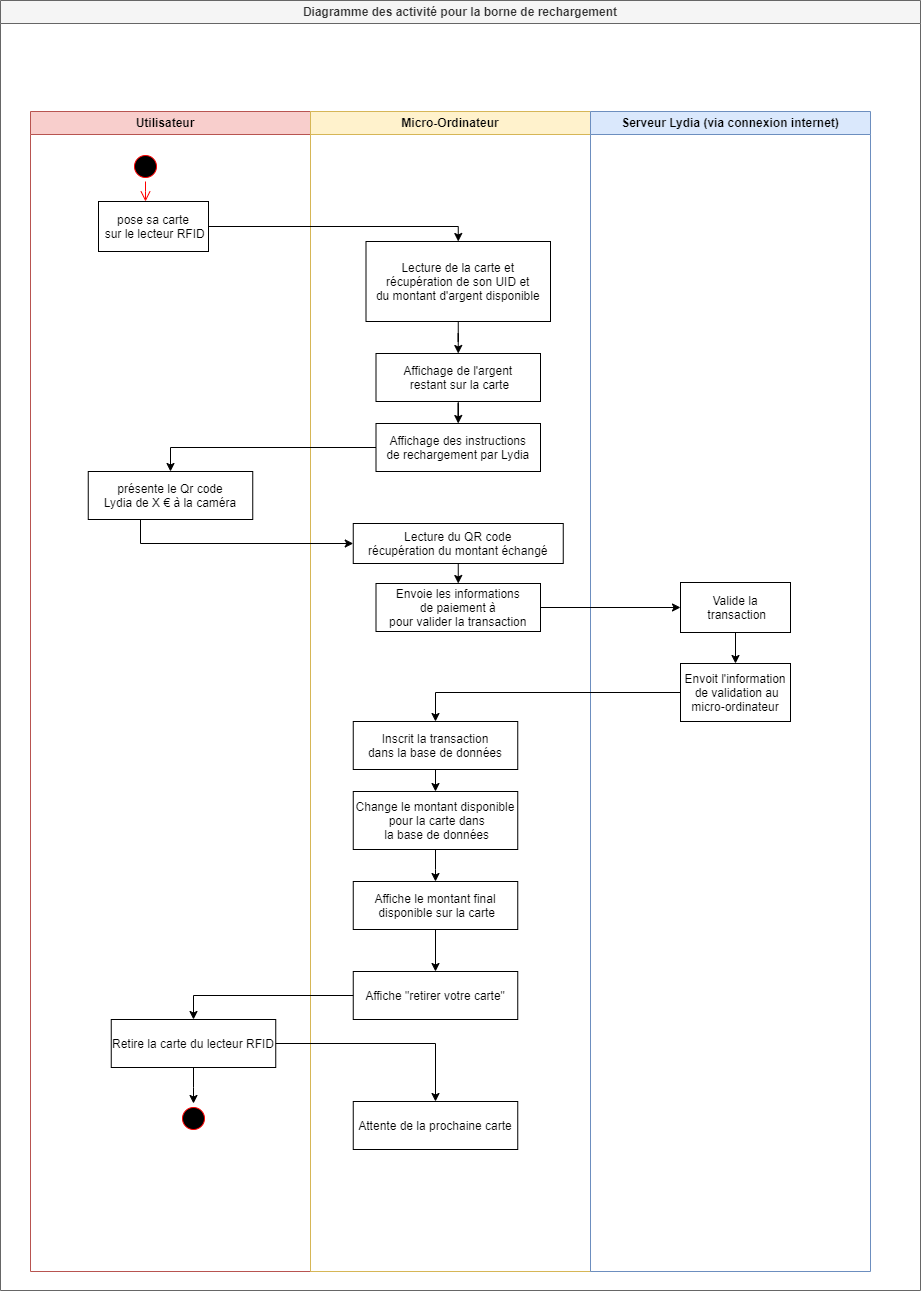 Diagramme des activité pour la borne de rechargement
Utilisateur
Micro-Ordinateur
Serveur Lydia (via connexion internet)
pose sa carte
sur le lecteur RFID
Lecture de la carte et
récupération de son UID et
du montant d'argent disponible
Affichage de l'argent
restant sur la carte
Affichage des instructions
de rechargement par Lydia
présente le Qr code
Lydia de X € à la caméra
Lecture du QR code
récupération du montant échangé
Envoie les informations
de paiement à
pour valider la transaction
Valide la
transaction
Envoit l'information
de validation au
micro-ordinateur
Inscrit la transaction
dans la base de données
Change le montant disponible
pour la carte dans
la base de données
Affiche le montant final
disponible sur la carte
Affiche "retirer votre carte"
Retire la carte du lecteur RFID
Attente de la prochaine carte